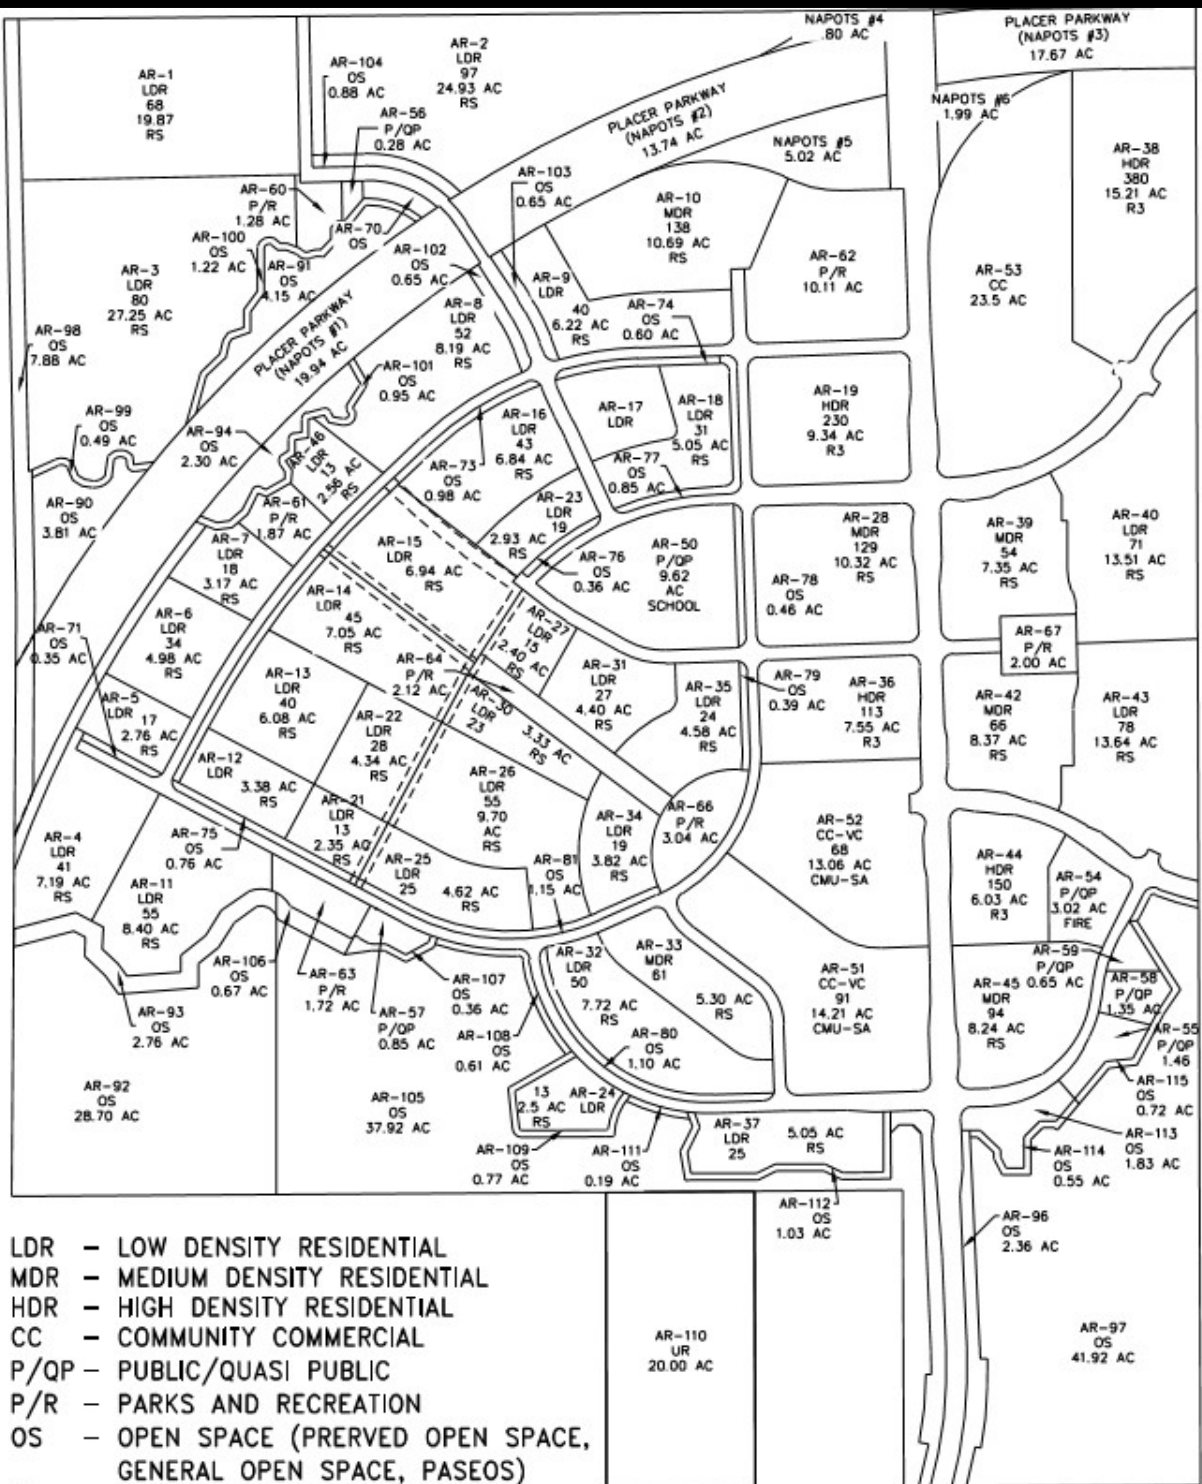 NAPOTS #4
.80 AC
PLACER PARKWAY
(NAPOTS #3)
17.67 AC
AR-1
LDR
68
19.87
RS
AR-104
OS
0.88 AC
AR-2
LDR
97
24.93 AC
RS
AR-56
P/QP
0.28 AC
PLACER PARKWAY
(NAPOTS #2)
13.74 AC
NAPOTS #5
5.02 AC
NAPOTS #6
1.99 AC
AR-38
HDR
380
15.21 AC
R3
AR-60
P/R
1.28 AC
AR-70
OS
AR-103
OS
0.65 AC
AR-10
MDR
138
10.69 AC
RS
AR-62
P/R
10.11 AC
AR-53
CC
23.5 AC
AR-100
OS
1.22 AC
AR-91
OS
4.15 AC
AR-102
OS
0.65 AC
AR-3
LDR
80
27.25 AC
RS
AR-9
LDR
40
6.22 AC
RS
AR-74
OS
0.60 AC
AR-8
LDR
52
8.19 AC
RS
PLACER PARKWAY
(NAPOTS #1)
19.94 AC
AR-98
OS
7.88 AC
AR-101
OS
0.95 AC
AR-99
OS
0.49 AC
AR-94
OS
2.30 AC
AR-46
LDR
13
2.56 AC
RS
AR-16
LDR
43
6.84 AC
RS
AR-17
LDR
AR-18
LDR
31
5.05 AC
RS
AR-19
HDR
230
9.34 AC
R3
AR-73
OS
0.98 AC
AR-77
OS
0.85 AC
AR-90
OS
3.81 AC
AR-61
P/R
1.87 AC
AR-23
LDR
19
2.93 AC
RS
AR-7
LDR
18
3.17 AC
RS
AR-15
LDR
6.94 AC
RS
AR-76
OS
0.36 AC
AR-50
P/QP
9.62
AC
SCHOOL
AR-28
MDR
129
10.32 AC
RS
AR-78
OS
0.46 AC
AR-39
MDR
54
7.35 AC
RS
AR-40
LDR
71
13.51 AC
RS
AR-14
LDR
45
7.05 AC
RS
AR-6
LDR
34
4.98 AC
RS
AR-71
OS
0.35 AC
AR-27
LDR
15
2.40 AC
RS
AR-67
P/R
2.00 AC
AR-64
P/R
2.12 AC
AR-13
LDR
40
6.08 AC
RS
AR-31
LDR
27
4.40 AC
RS
AR-35
LDR
24
4.58 AC
RS
AR-79
OS
0.39 AC
AR-36
HDR
113
7.55 AC
R3
AR-42
MDR
66
8.37 AC
RS
AR-43
LDR
78
13.64 AC
RS
AR-5
LDR
17
2.76 AC
RS
AR-30
LDR
23
3.33 AC
RS
AR-22
LDR
28
4.34 AC
RS
AR-12
LDR
3.38 AC
RS
AR-26
LDR
55
9.70
AC
RS
AR-21
LDR
13
2.35 AC
RS
AR-34
LDR
19
3.82 AC
RS
AR-66
P/R
3.04 AC
AR-52
CC-VC
68
13.06 AC
CMU-SA
AR-4
LDR
41
7.19 AC
RS
AR-75
OS
0.76 AC
AR-25
LDR
25
4.62 AC
RS
AR-81
OS
1.15 AC
AR-44
HDR
150
6.03 AC
R3
AR-54
P/QP
3.02 AC
FIRE
AR-11
LDR
55
8.40 AC
RS
AR-106
OS
0.67 AC
AR-63
P/R
1.72 AC
AR-107
OS
0.36 AC
AR-32
LDR
50
7.72 AC
RS
AR-33
MDR
61
5.30 AC
RS
AR-51
CC-VC
91
14.21 AC
CMU-SA
AR-59
P/QP
0.65 AC
AR-45
MDR
94
8.24 AC
RS
AR-58
P/QP
1.35 AC
AR-93
OS
2.76 AC
AR-57
P/QP
0.85 AC
AR-108
OS
0.61 AC
AR-80
OS
1.10 AC
AR-55
P/QP
1.46
AR-92
OS
28.70 AC
AR-105
OS
37.92 AC
13
2.5 AC
RS
AR-24
LDR
AR-115
OS
0.72 AC
AR-37
LDR
25
5.05 AC
RS
AR-109
OS
0.77 AC
AR-111
OS
0.19 AC
AR-114
OS
0.55 AC
AR-113
OS
1.83 AC
AR-112
OS
1.03 AC
AR-96
OS
2.36 AC
AR-110
UR
20.00 AC
AR-97
OS
41.92 AC
LDR – LOW DENSITY RESIDENTIAL
MDR – MEDIUM DENSITY RESIDENTIAL
HDR – HIGH DENSITY RESIDENTIAL
CC – COMMUNITY COMMERCIAL
P/QP – PUBLIC/QUASI PUBLIC
P/R – PARKS AND RECREATION
OS – OPEN SPACE (PRERVED OPEN SPACE,
GENERAL OPEN SPACE, PASEOS)